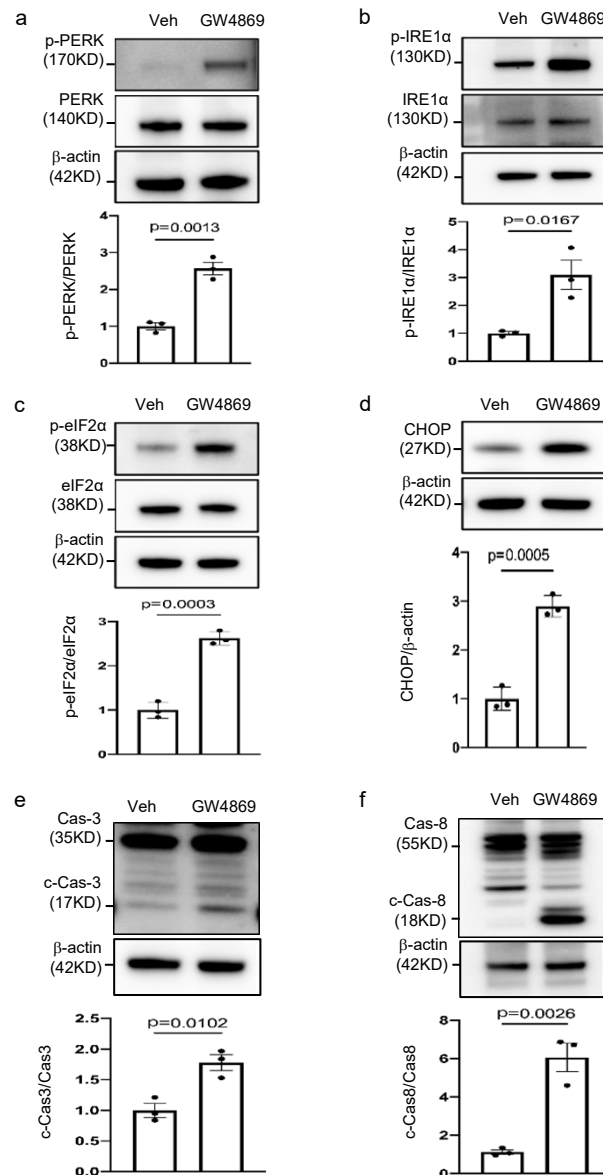 a
Veh GW4869
p-PERK
(170KD)
PERK
(140KD)
β-actin
(42KD)
p=0.0013
p-PERK/PERK
4
3
2
1
0
b
Veh GW4869
p-IRE1α
(130KD)
IRE1α
(130KD)
β-actin
(42KD)
p=0.0167
p-IRE1α/IRE1α
5
4
3
2
1
0
c
Veh GW4869
p-eIF2α
(38KD)
eIF2α
(38KD)
β-actin
(42KD)
p=0.0003
p-eIF2α/eIF2α
3
2
1
0
d
Veh GW4869
CHOP
(27KD)
β-actin
(42KD)
p=0.0005
CHOP/β-actin
3
2
1
0
e
Veh GW4869
Cas-3
(35KD)
c-Cas-3
(17KD)
β-actin
(42KD)
p=0.0102
c-Cas3/Cas3
2.5
2.0
1.5
1.0
0.5
0.0
f
Veh GW4869
Cas-8
(55KD)
c-Cas-8
(18KD)
β-actin
(42KD)
p=0.0026
c-Cas8/Cas8
8
6
4
2
0